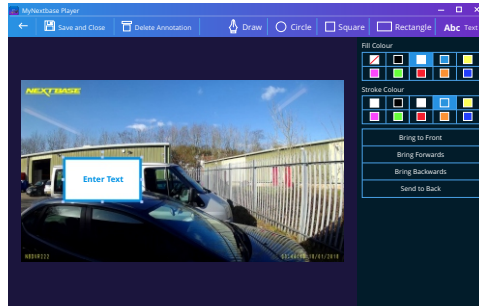 MyNextbase Player
Save and Close
Delete Annotation
Draw
Circle
Square
Rectangle
Abc Text
Fill Colour
Stroke Colour
Bring to Front
Bring Forwards
Bring Backwards
Send to Back
NEXTBASE
Enter Text